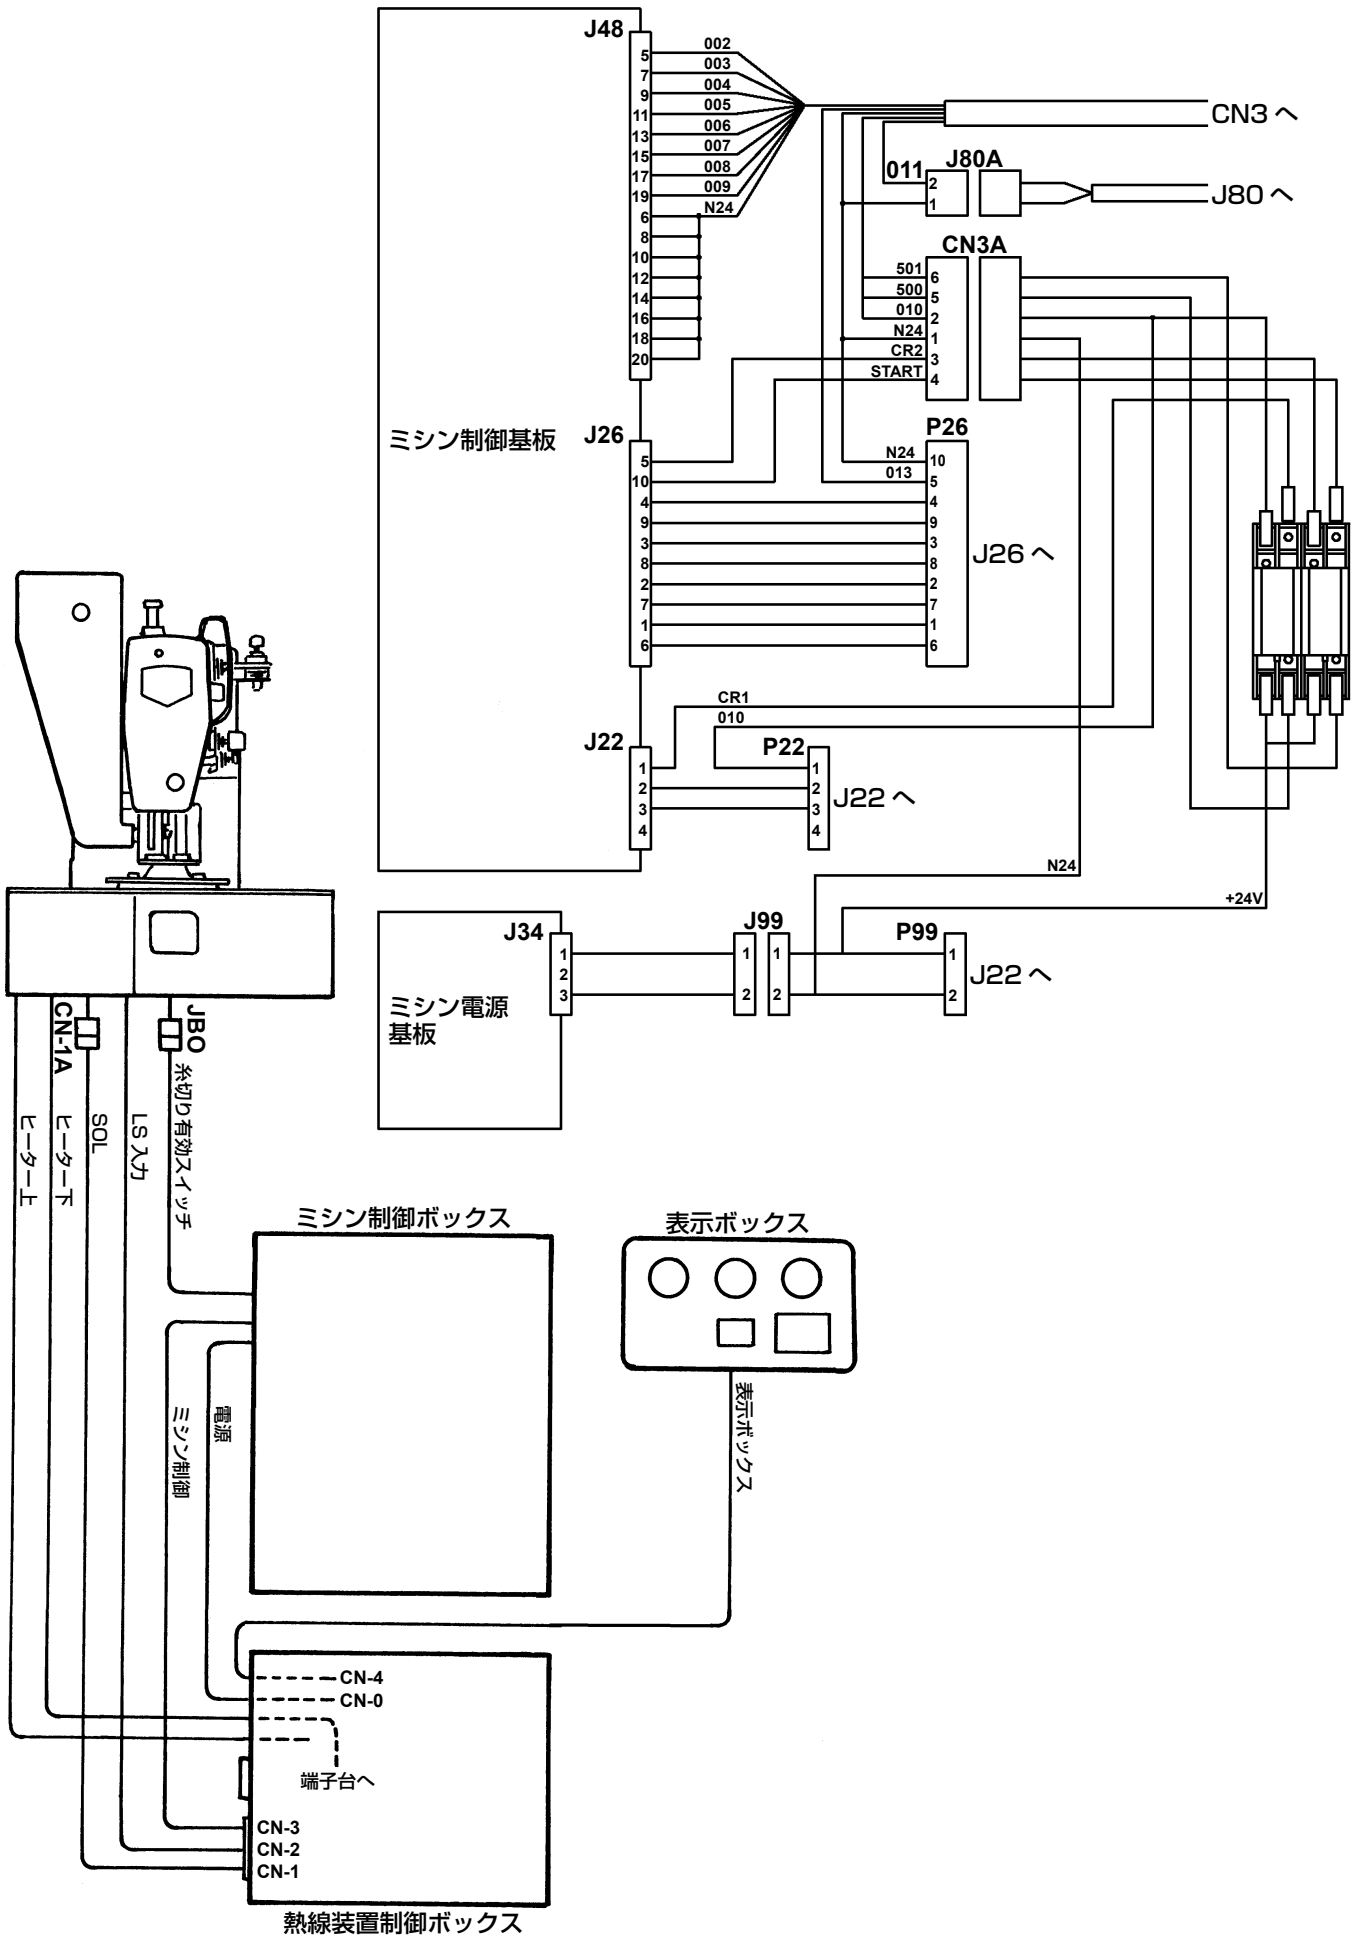 J48
5
7
9
11
13
15
17
19
6
8
10
12
14
16
18
20
002
003
004
005
006
007
008
009
N24
CN3 へ
011
J80A
2
1
J80 へ
CN3A
501
500
010
N24
CR2
START
6
5
2
1
3
4
ミシン制御基板
J26
5
10
4
9
3
8
2
7
1
6
P26
N24
013
10
5
4
9
3
8
2
7
1
6
J26 へ
CR1
010
J22
1
2
3
4
P22
1
2
3
4
J22 へ
N24
+24V
J34
1
2
3
J99
1
2
1
2
P99
1
2
J22 へ
ミシン電源
基板
CN-1A
JBO
ヒーター上
ヒーター下
SOL
LS 入力
糸切り有効スイッチ
ミシン制御ボックス
表示ボックス
ミシン制御
電源
表示ボックス
CN-4
CN-0
端子台へ
CN-3
CN-2
CN-1
熱線装置制御ボックス